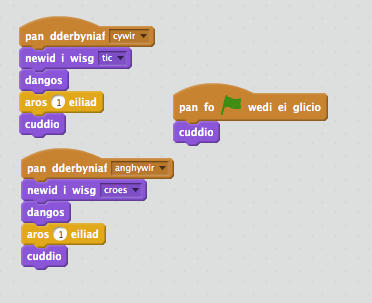 pan dderbyniaf cywir
newid i wisg tic
dangos
aros 1 eiliad
cuddio
pan fo wedi ei glicio
cuddio
pan dderbyniaf anghywir
newid i wisg croes
dangos
aros 1 eiliad
cuddio